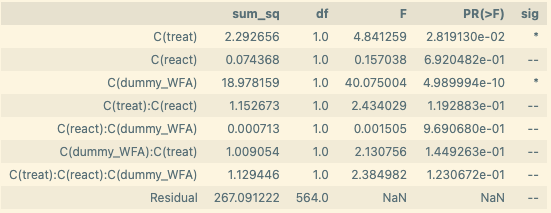 sum_sq df F PR(>F) sig
C(treat) 2.292656 1.0 4.841259 2.819130e-02 *
C(react) 0.074368 1.0 0.157038 6.920482e-01 --
C(dummy_WFA) 18.978159 1.0 40.075004 4.989994e-10 *
C(treat):C(react) 1.152673 1.0 2.434029 1.192883e-01 --
C(react):C(dummy_WFA) 0.000713 1.0 0.001505 9.690680e-01 --
C(dummy_WFA):C(treat) 1.009054 1.0 2.130756 1.449263e-01 --
C(treat):C(react):C(dummy_WFA) 1.129446 1.0 2.384982 1.230672e-01 --
Residual 267.091222 564.0 NaN NaN --